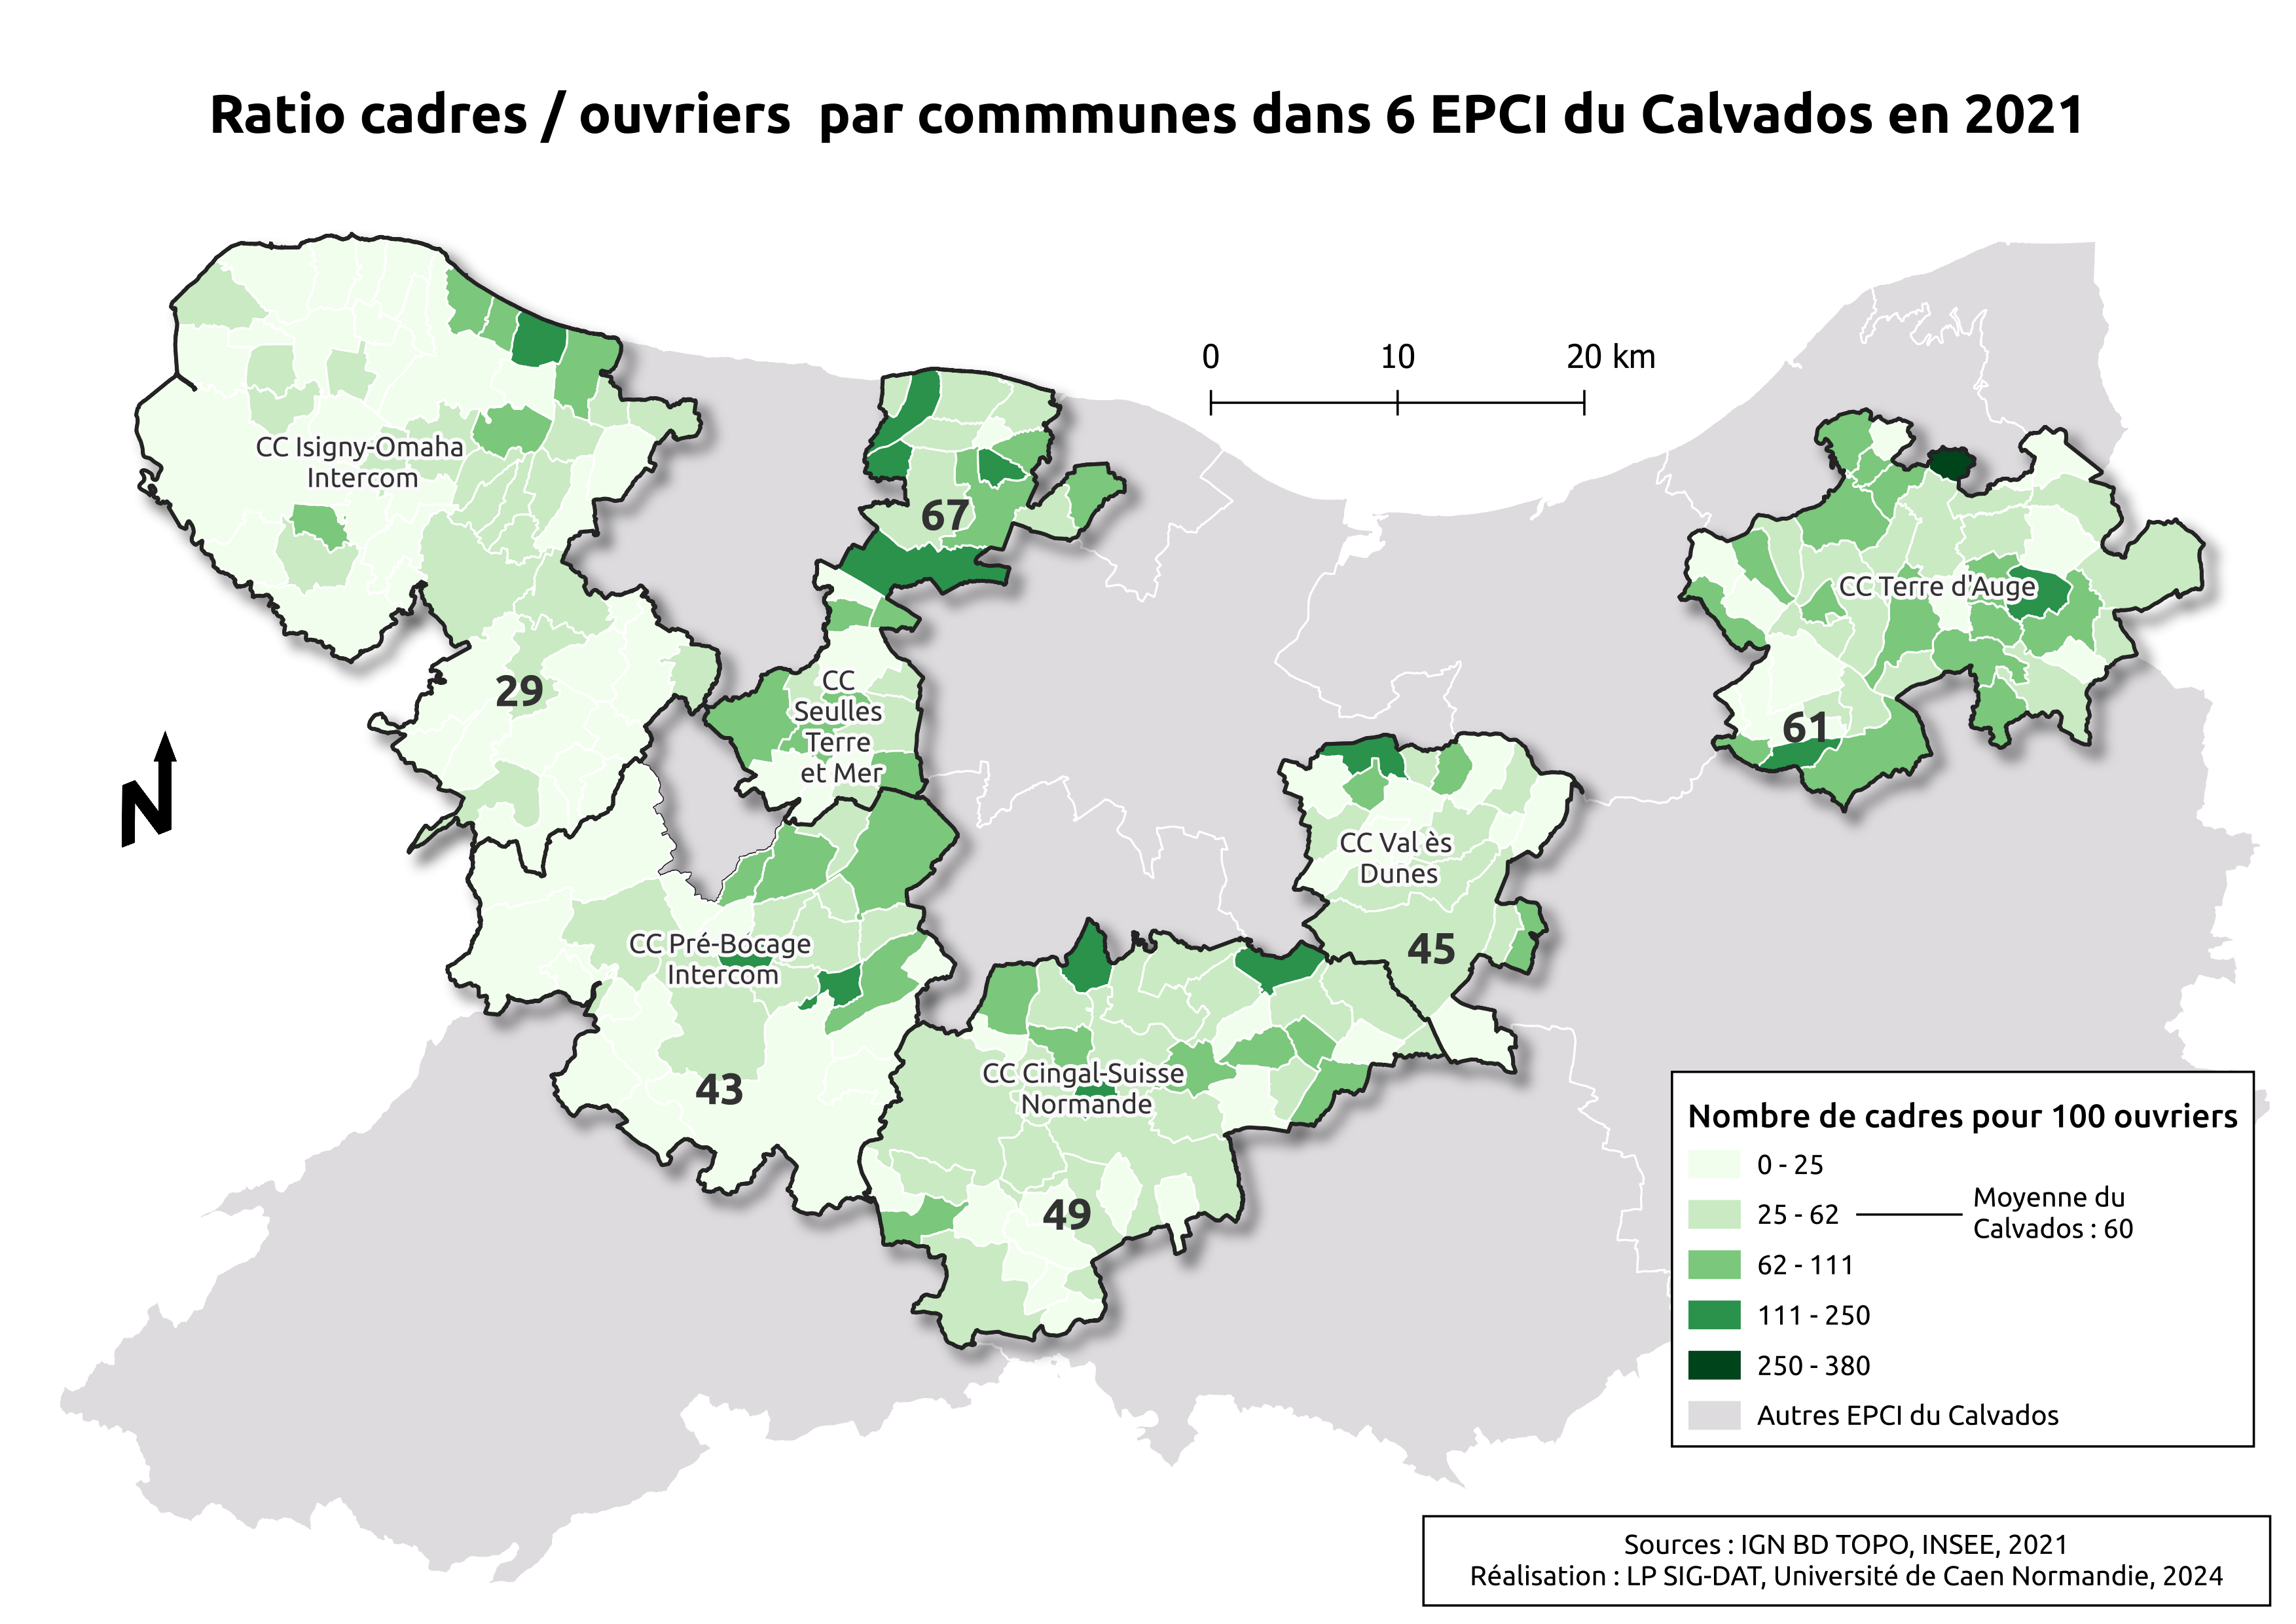 Ratio cadres / ouvriers  par commmunes dans 6 EPCI du Calvados en 2021
0 10 20 km
CC Isigny-Omaha
Intercom
67
CC Terre d'Auge
29
CC
Seulles
Terre
et Mer
61
CC Val ès
Dunes
CC Pré-Bocage
Intercom
45
N
43
CC Cingal-Suisse
Normande
49
Nombre de cadres pour 100 ouvriers
0 - 25
25 - 62
Moyenne du
Calvados : 60
62 - 111
111 - 250
250 - 380
Autres EPCI du Calvados
Sources : IGN BD TOPO, INSEE, 2021
Réalisation : LP SIG-DAT, Université de Caen Normandie, 2024